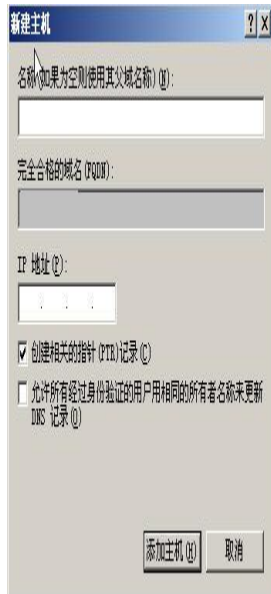 新建主机
名称(如果为空则使用其父域名称)(N):
完全合格的域名(FQDN):
IP 地址(P):
创建相关的指针(PTR)记录(C)
允许所有经过身份验证的用户用相同的所有者名称来更新
DNS 记录(O)
添加主机(H)
取消